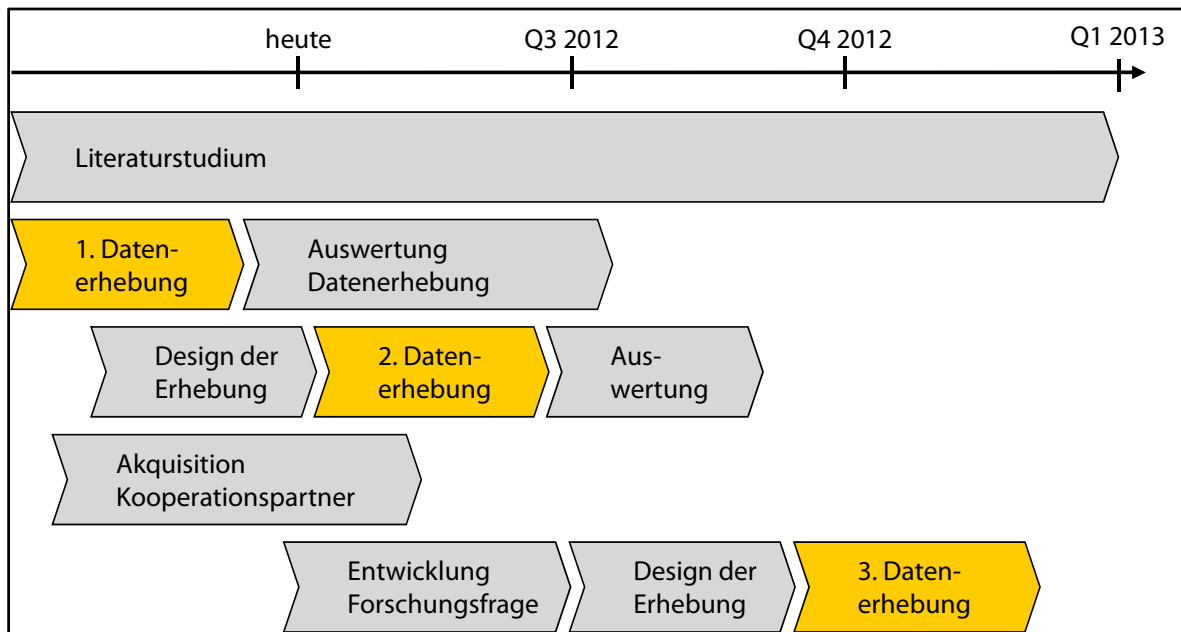 heute
Q3 2012
Q4 2012
Q1 2013
Literaturstudium
1. Daten-
erhebung
Auswertung
Datenerhebung
Design der
Erhebung
2. Daten-
erhebung
Aus-
wertung
Akquisition
Kooperationspartner
Entwicklung
Forschungsfrage
Design der
Erhebung
3. Daten-
erhebung